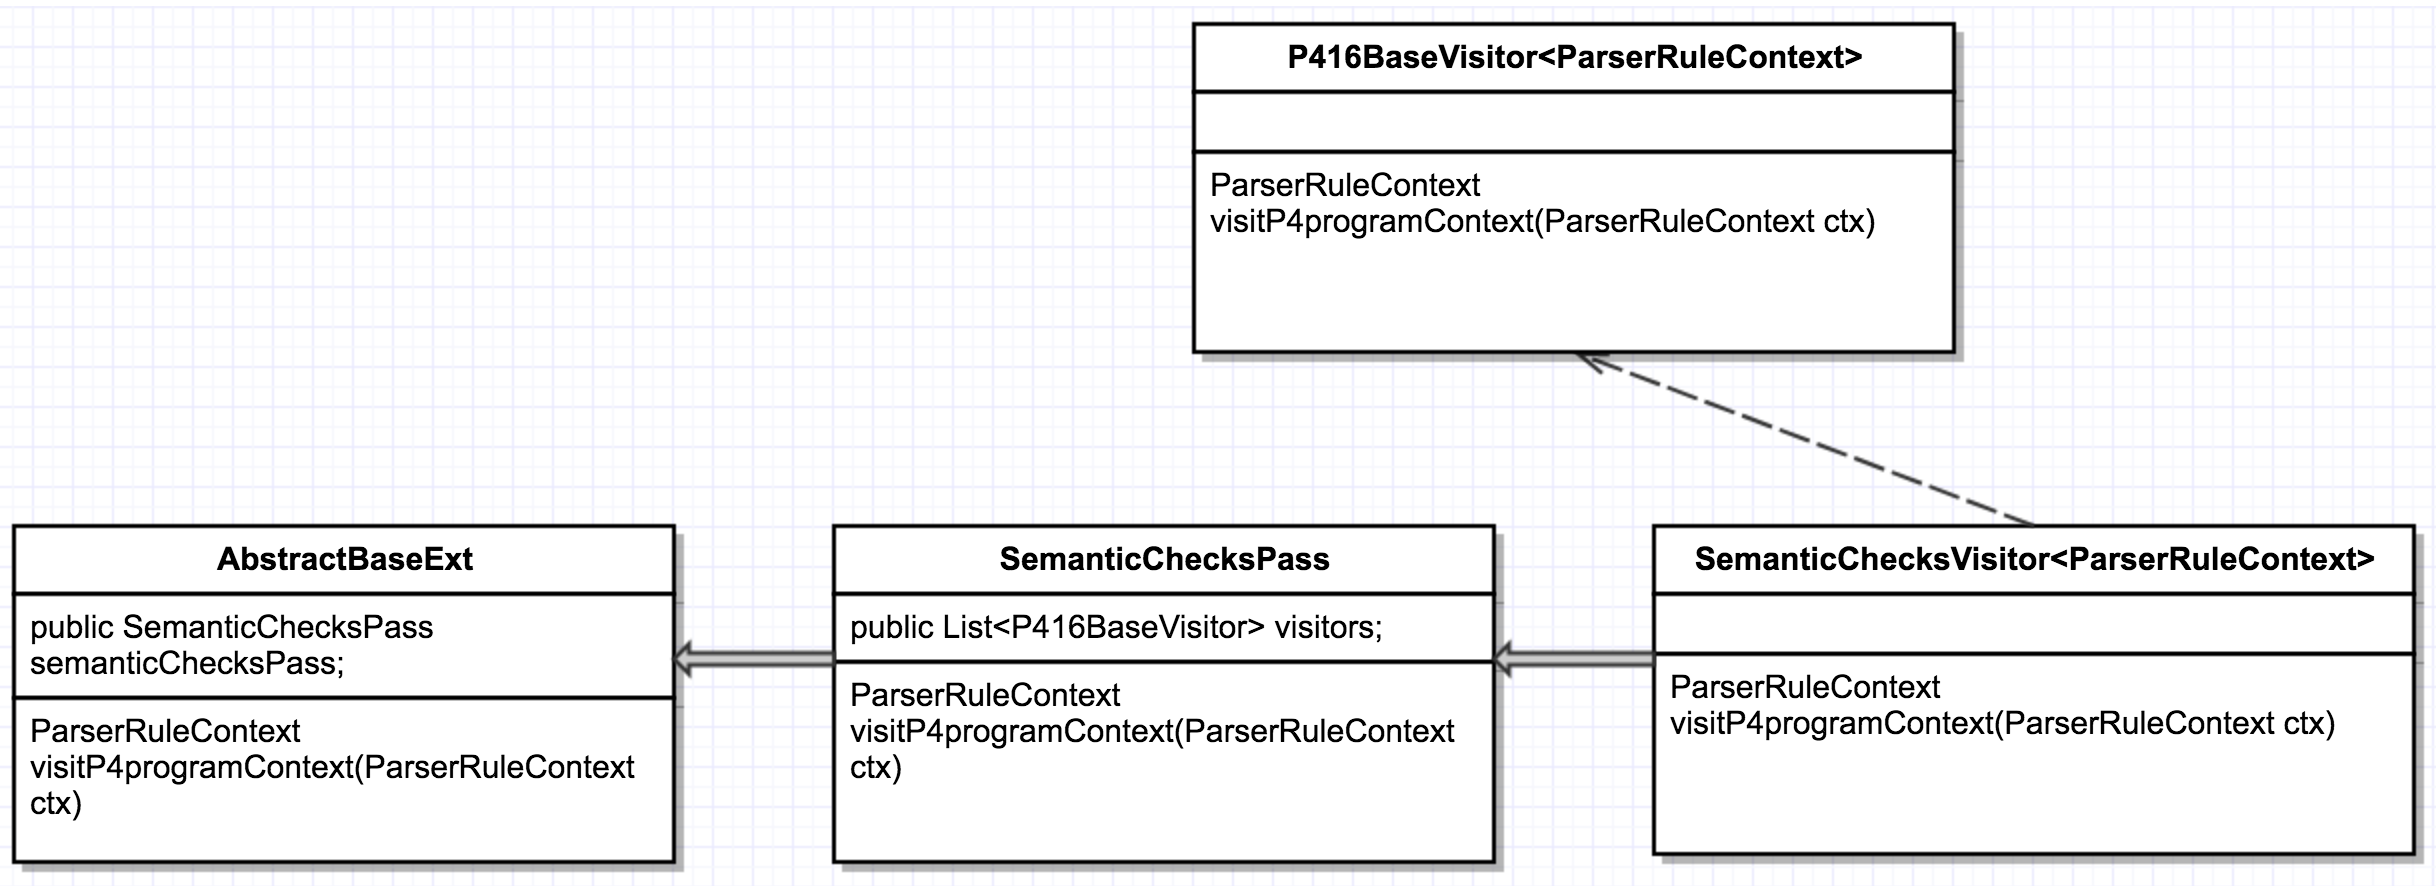 P416BaseVisitor<ParserRuleContext>
ParserRuleContext
visitP4programContext(ParserRuleContext ctx)
AbstractBaseExt
public SemanticChecksPass
semanticChecksPass;
ParserRuleContext
visitP4programContext(ParserRuleContext
ctx)
SemanticChecksPass
public List<P416BaseVisitor> visitors;
ParserRuleContext
visitP4programContext(ParserRuleContext
ctx)
SemanticChecksVisitor<ParserRuleContext>
ParserRuleContext
visitP4programContext(ParserRuleContext ctx)